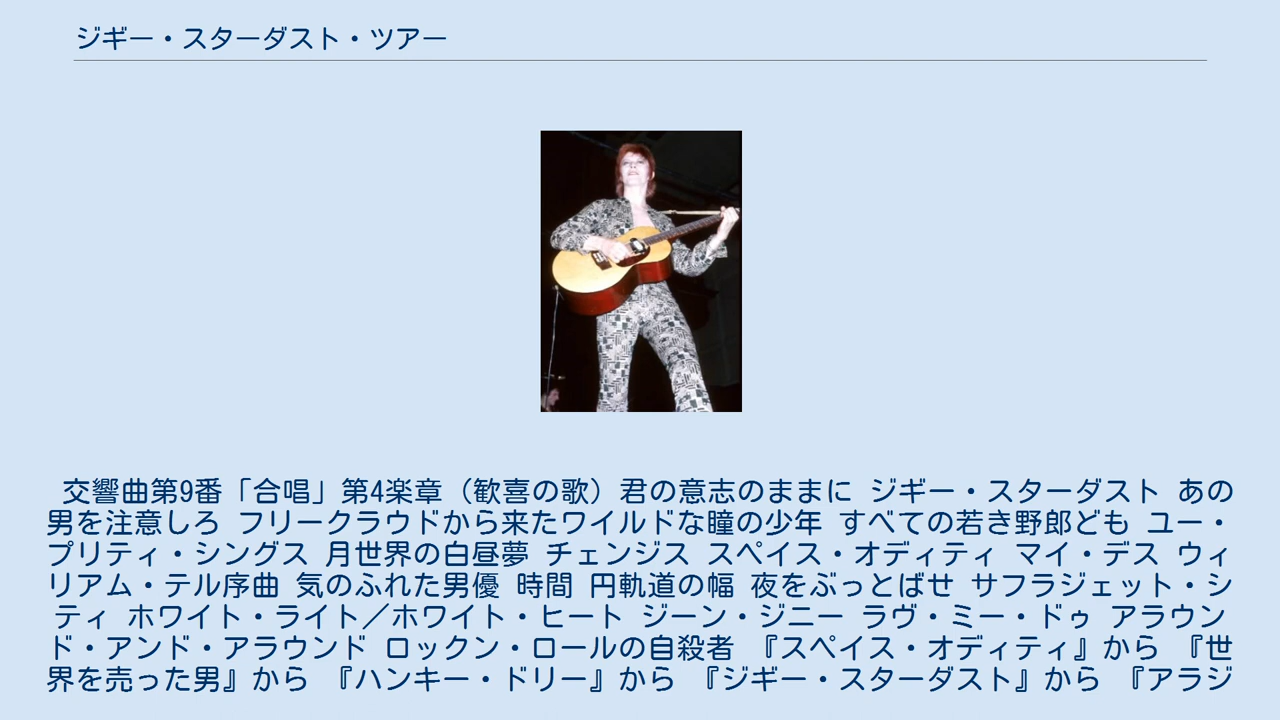 ジギー・スターダスト・ツアー
交響曲第9番「合唱」第4楽章（歓喜の歌）君の意志のままに ジギー・スターダスト あの
男を注意しろ フリークラウドから来たワイルドな瞳の少年 すべての若き野郎ども ユー・
プリティ・シングス 月世界の白昼夢 チェンジス スペイス・オディティ マイ・デス ウィ
リアム・テル序曲 気のふれた男優 時間 円軌道の幅 夜をぶっとばせ サフラジェット・シ
ティ ホワイト・ライト／ホワイト・ヒート ジーン・ジニー ラヴ・ミー・ドゥ アラウン
ド・アンド・アラウンド ロックン・ロールの自殺者 『スペイス・オディティ』から 『世
界を売った男』から 『ハンキー・ドリー』から 『ジギー・スターダスト』から 『アラジ